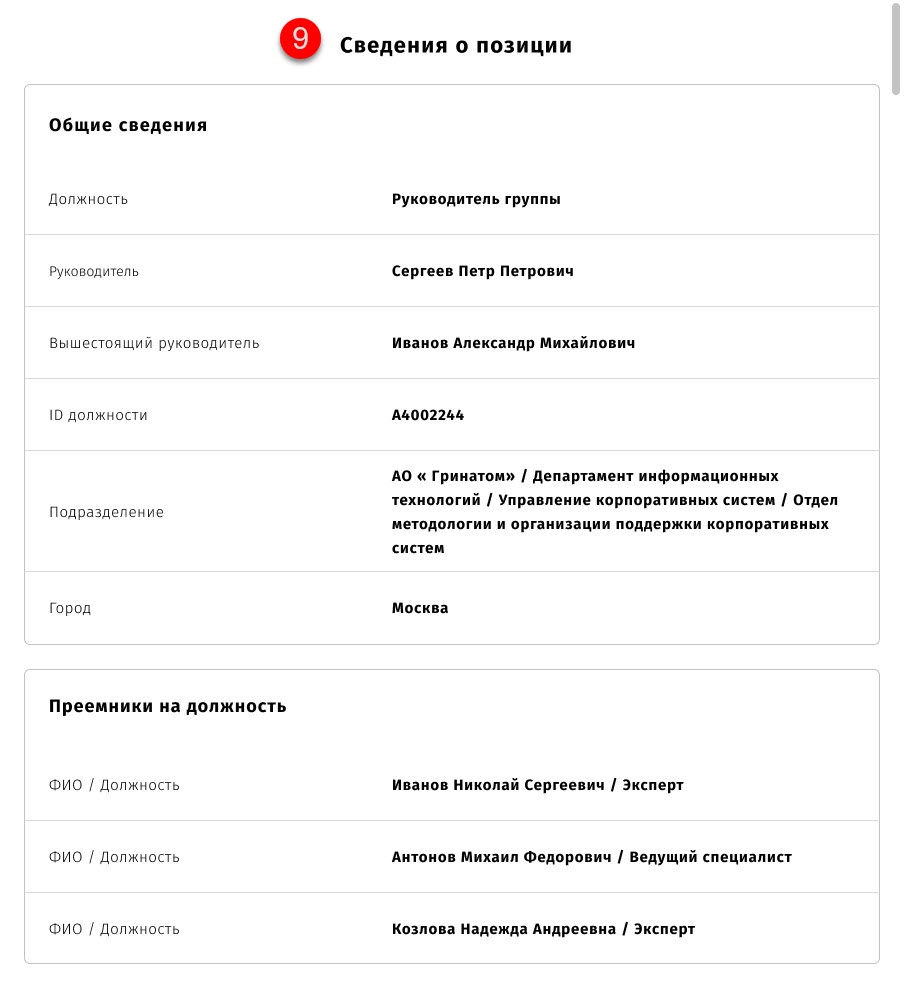 9
Сведения о позиции
Общие сведения
Должность Руководитель группы
Руководитель Сергеев Петр Петрович
Вышестоящий руководитель Иванов Александр Михайлович
ID должности A4002244
Подразделение
АО « Гринатом» / Департамент информационных
технологий / Управление корпоративных систем / Отдел
методологии и организации поддержки корпоративных
систем
Город Москва
Преемники на должность
ФИО / Должность Иванов Николай Сергеевич / Эксперт
ФИО / Должность Антонов Михаил Федорович / Ведущий специалист
ФИО / Должность Козлова Надежда Андреевна / Эксперт